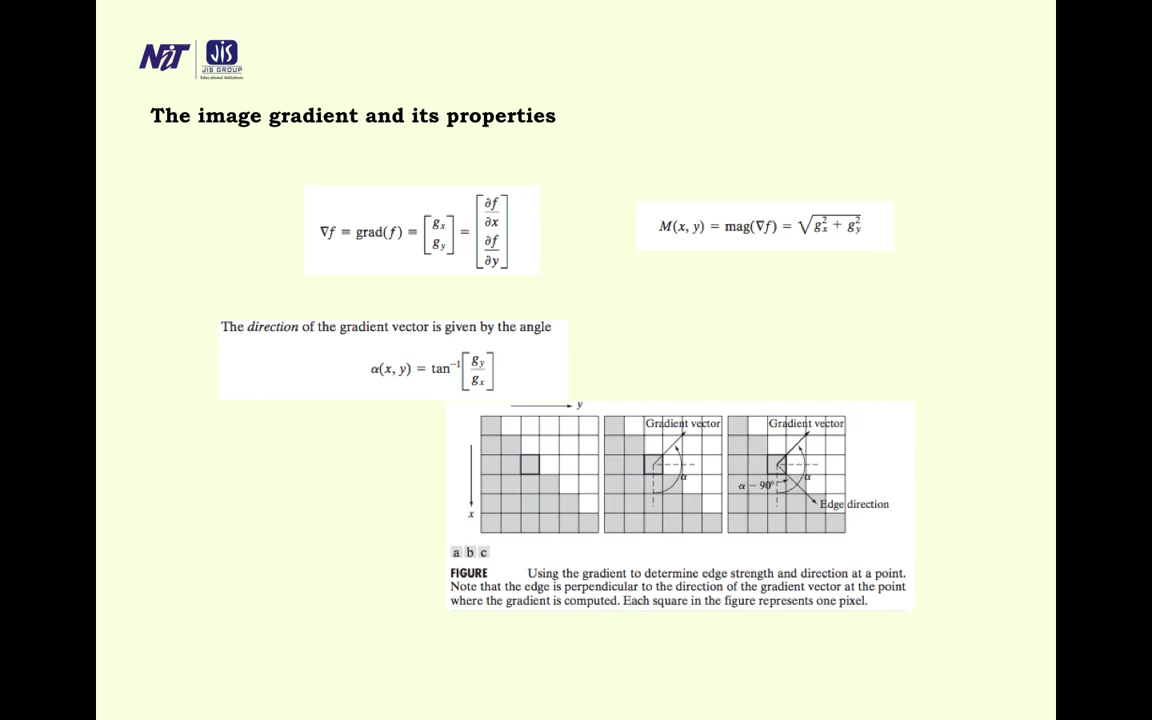 NiT
JIS
JIS GROUP
Educational Initiatives
The image gradient and its properties
∇f ≡ grad(f) ≡ [gx gy] = [∂f/∂x ∂f/∂y]
M(x, y) = mag(∇f) = √(gx² + gy²)
The direction of the gradient vector is given by the angle
α(x, y) = tan⁻¹[gy/gx]
y
x
Gradient vector
α
Gradient vector
α
α − 90°
Edge direction
a b c
FIGURE Using the gradient to determine edge strength and direction at a point.
Note that the edge is perpendicular to the direction of the gradient vector at the point
where the gradient is computed. Each square in the figure represents one pixel.